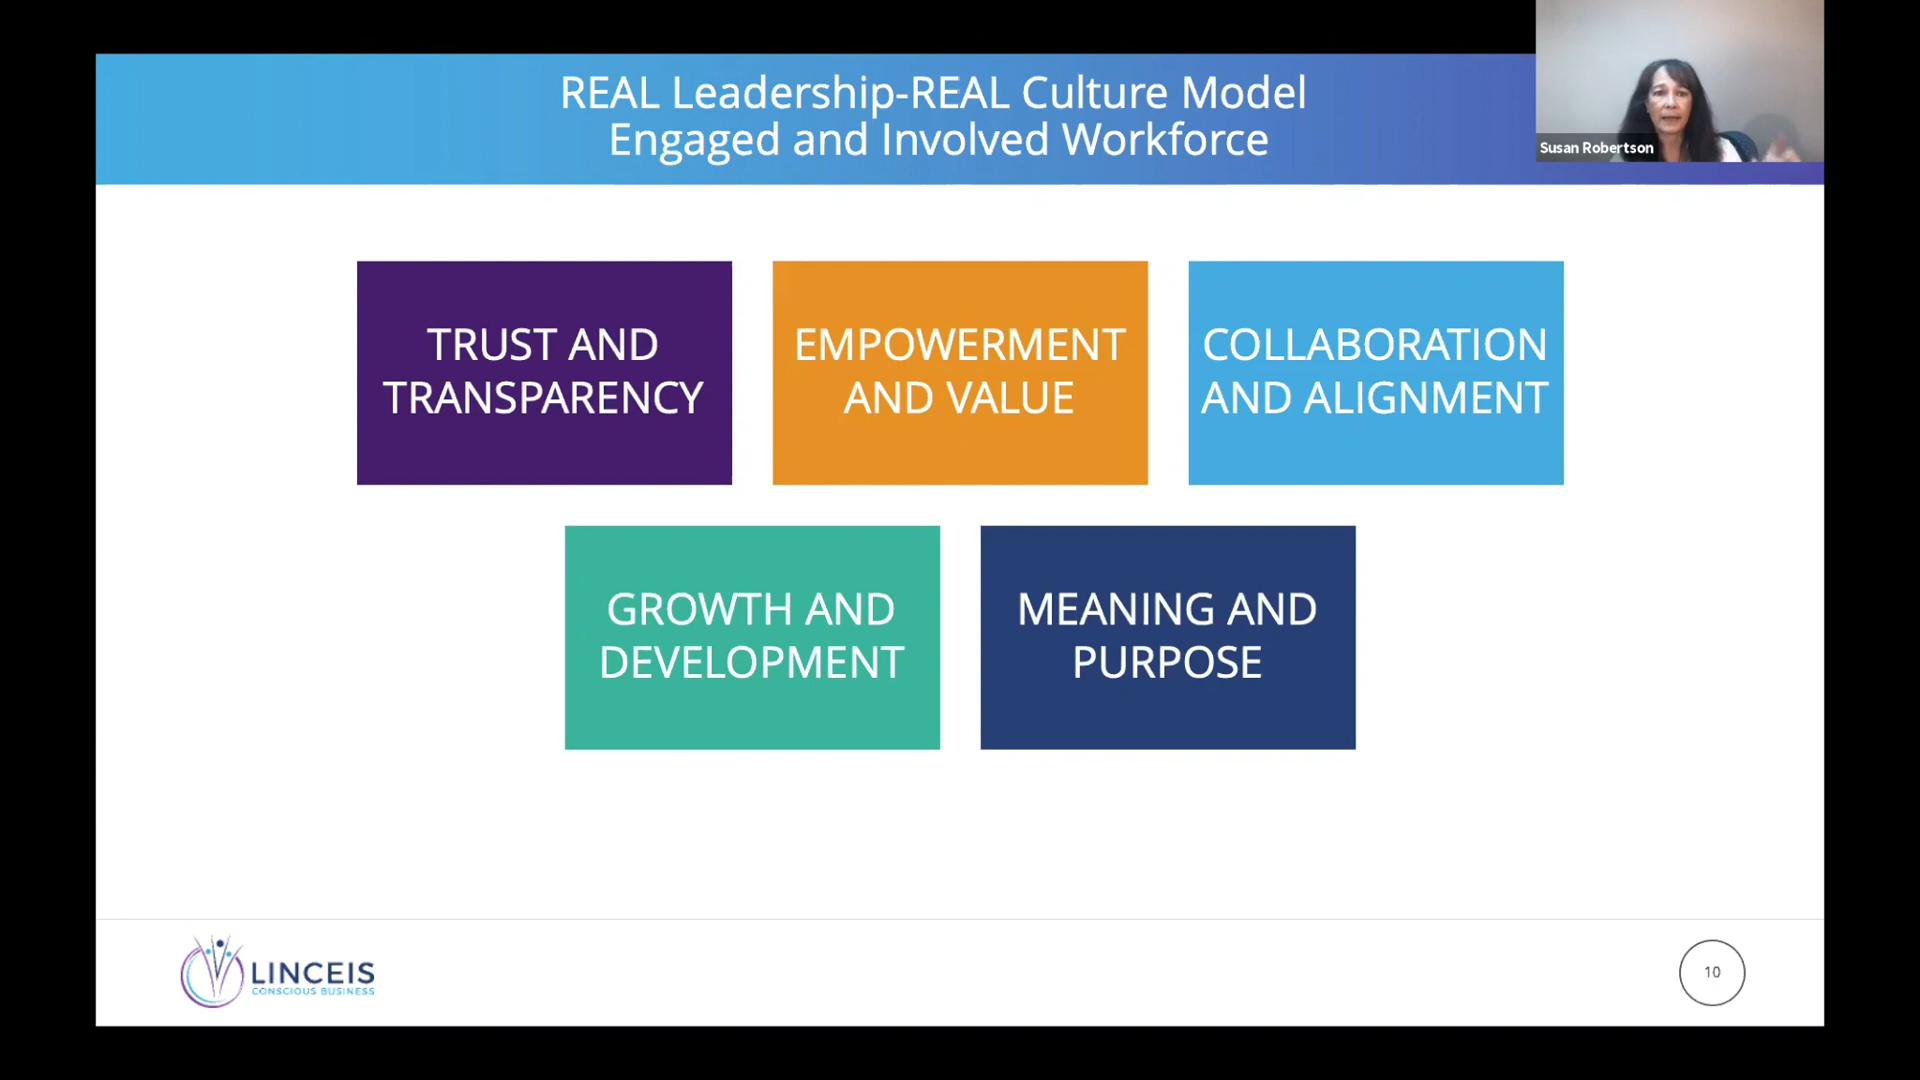 REAL Leadership-REAL Culture Model
Engaged and Involved Workforce
Susan Robertson
TRUST AND
TRANSPARENCY
EMPOWERMENT
AND VALUE
COLLABORATION
AND ALIGNMENT
GROWTH AND
DEVELOPMENT
MEANING AND
PURPOSE
LINCEIS
CONSCIOUS BUSINESS
10